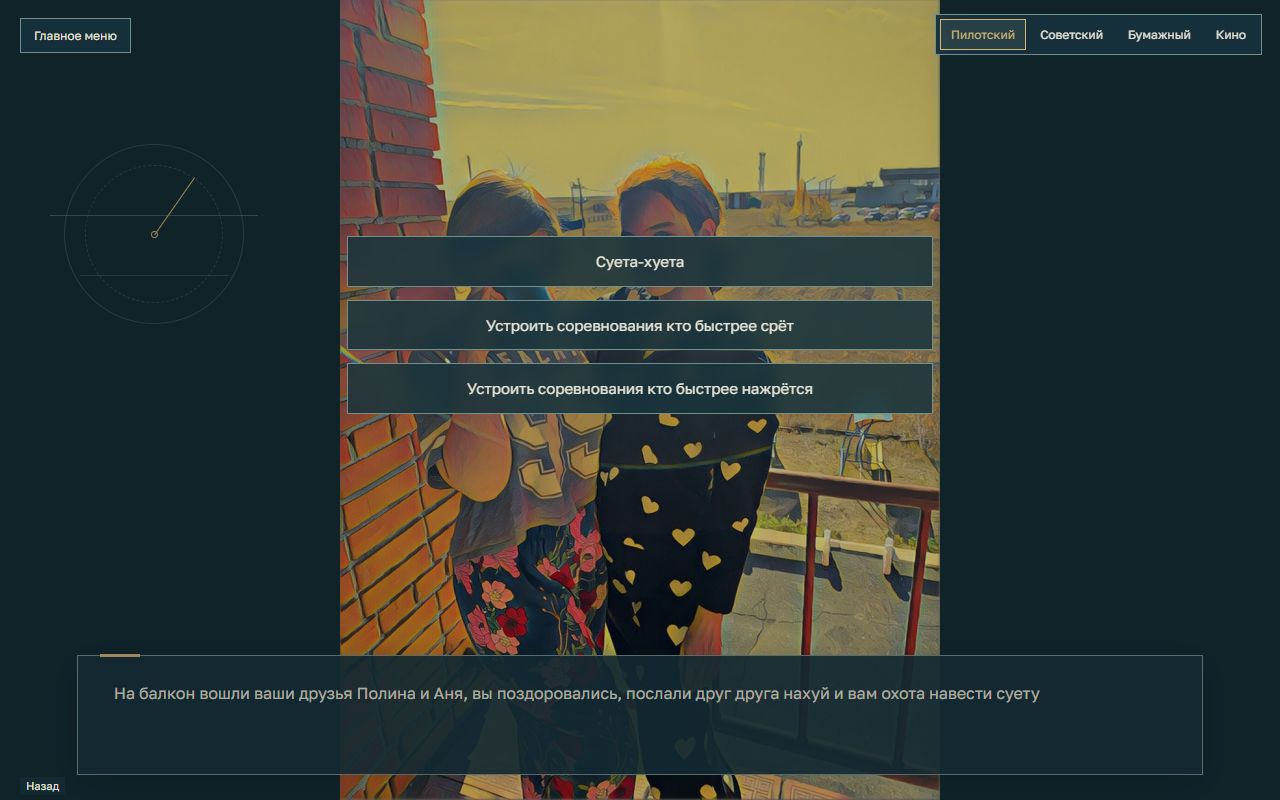 Главное меню
Пилотский
Советский
Бумажный
Кино
Суета-хуета
Устроить соревнования кто быстрее срёт
Устроить соревнования кто быстрее нажрётся
99
На балкон вошли ваши друзья Полина и Аня, вы поздоровались, послали друг друга нахуй и вам охота навести суету
Назад